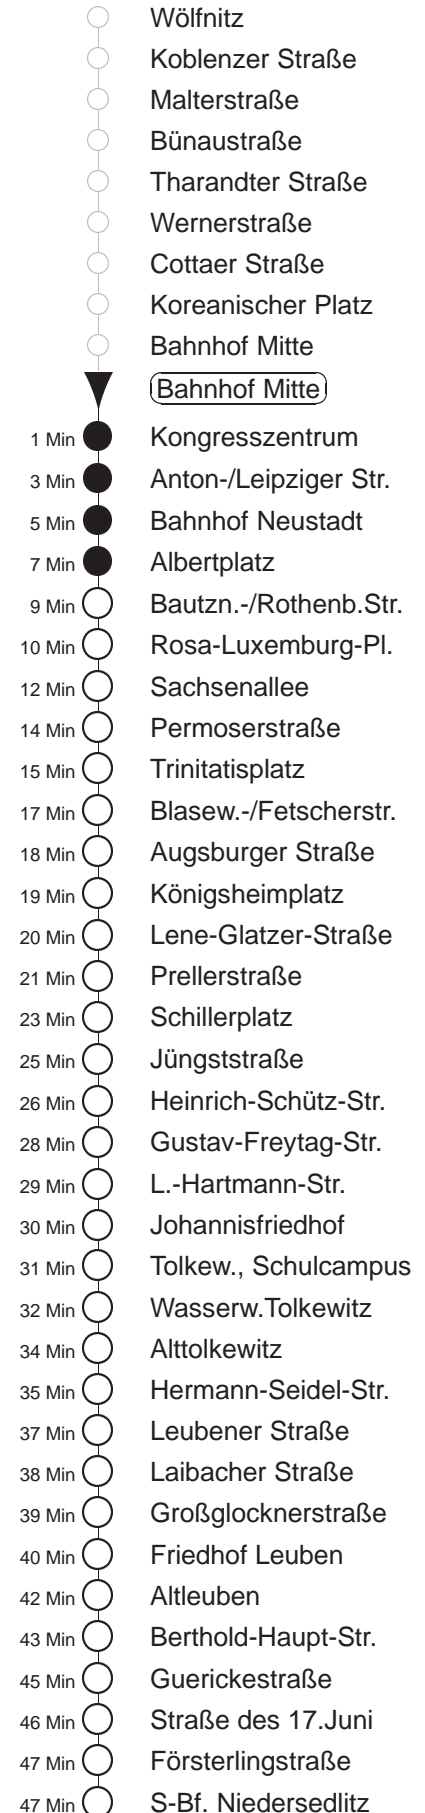 Wölfnitz
Koblenzer Straße
Malterstraße
Bünaustraße
Tharandter Straße
Wernerstraße
Cottaer Straße
Koreanischer Platz
Bahnhof Mitte
Bahnhof Mitte
1 Min Kongresszentrum
3 Min Anton-/Leipziger Str.
5 Min Bahnhof Neustadt
7 Min Albertplatz
9 Min Bautzn.-/Rothenb.Str.
10 Min Rosa-Luxemburg-Pl.
12 Min Sachsenallee
14 Min Permoserstraße
15 Min Trinitatisplatz
17 Min Blasew.-/Fetscherstr.
18 Min Augsburger Straße
19 Min Königsheimplatz
20 Min Lene-Glatzer-Straße
21 Min Prellerstraße
23 Min Schillerplatz
25 Min Jüngststraße
26 Min Heinrich-Schütz-Str.
28 Min Gustav-Freytag-Str.
29 Min L.-Hartmann-Str.
30 Min Johannisfriedhof
31 Min Tolkew., Schulcampus
32 Min Wasserw.Tolkewitz
34 Min Alttolkewitz
35 Min Hermann-Seidel-Str.
37 Min Leubener Straße
38 Min Laibacher Straße
39 Min Großglocknerstraße
40 Min Friedhof Leuben
42 Min Altleuben
43 Min Berthold-Haupt-Str.
45 Min Guerickestraße
46 Min Straße des 17.Juni
47 Min Försterlingstraße
47 Min S-Bf. Niedersedlitz